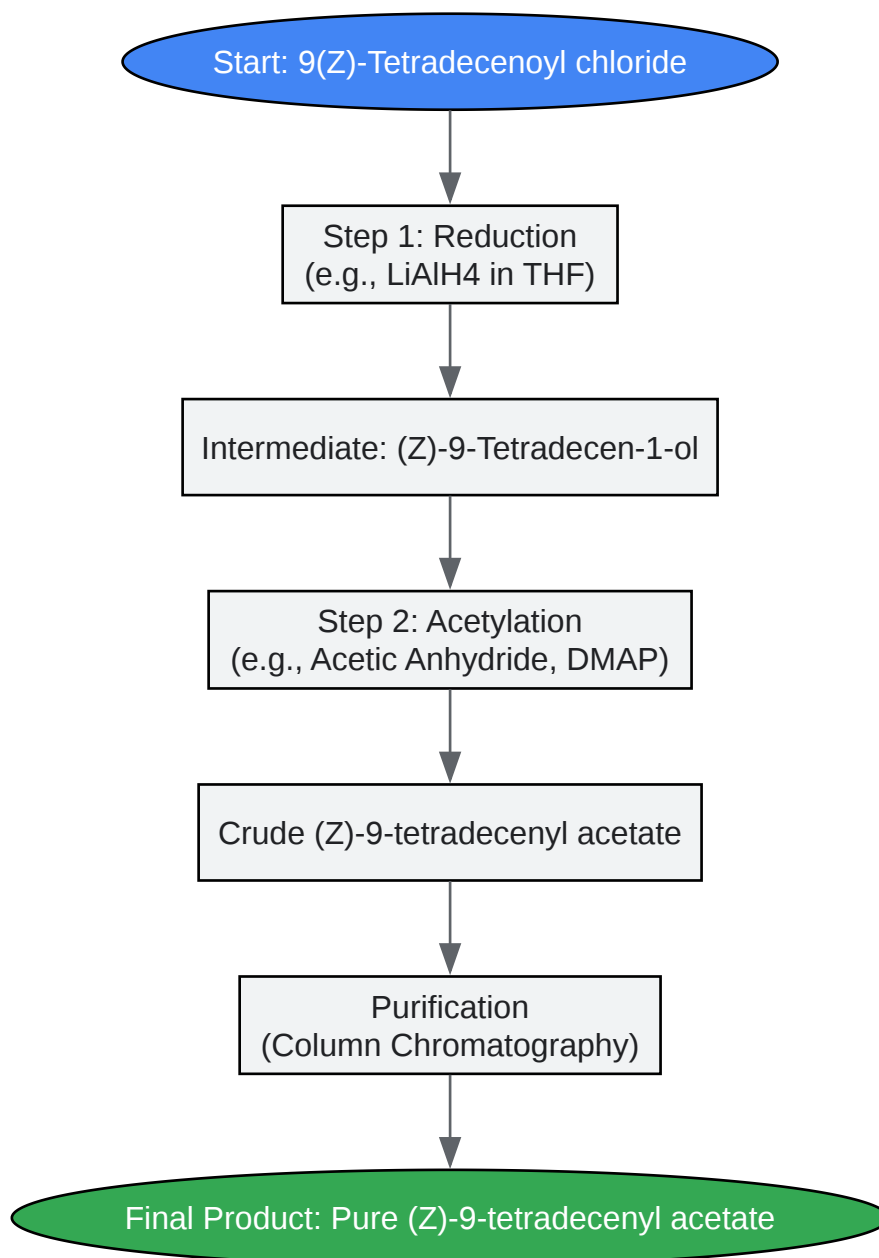 Start: 9(Z)-Tetradecenoyl chloride
Step 1: Reduction
(e.g., LiAlH4 in THF)
Intermediate: (Z)-9-Tetradecen-1-ol
Step 2: Acetylation
(e.g., Acetic Anhydride, DMAP)
Crude (Z)-9-tetradecenyl acetate
Purification
(Column Chromatography)
Final Product: Pure (Z)-9-tetradecenyl acetate